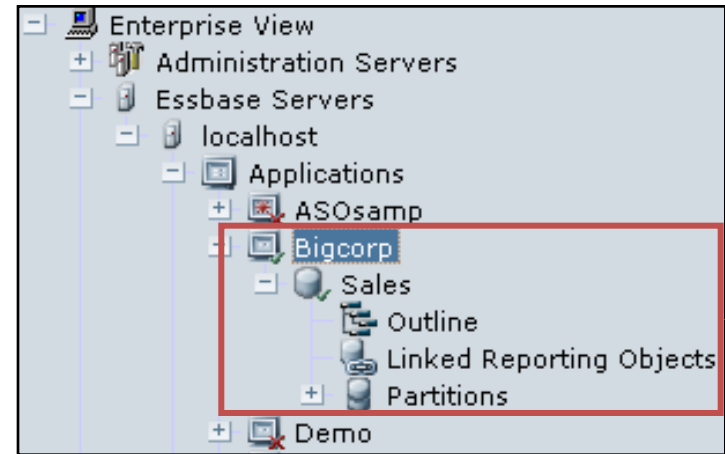 Enterprise View
Administration Servers
Essbase Servers
localhost
Applications
ASOsamp
Bigcorp
Sales
Outline
Linked Reporting Objects
Partitions
Demo